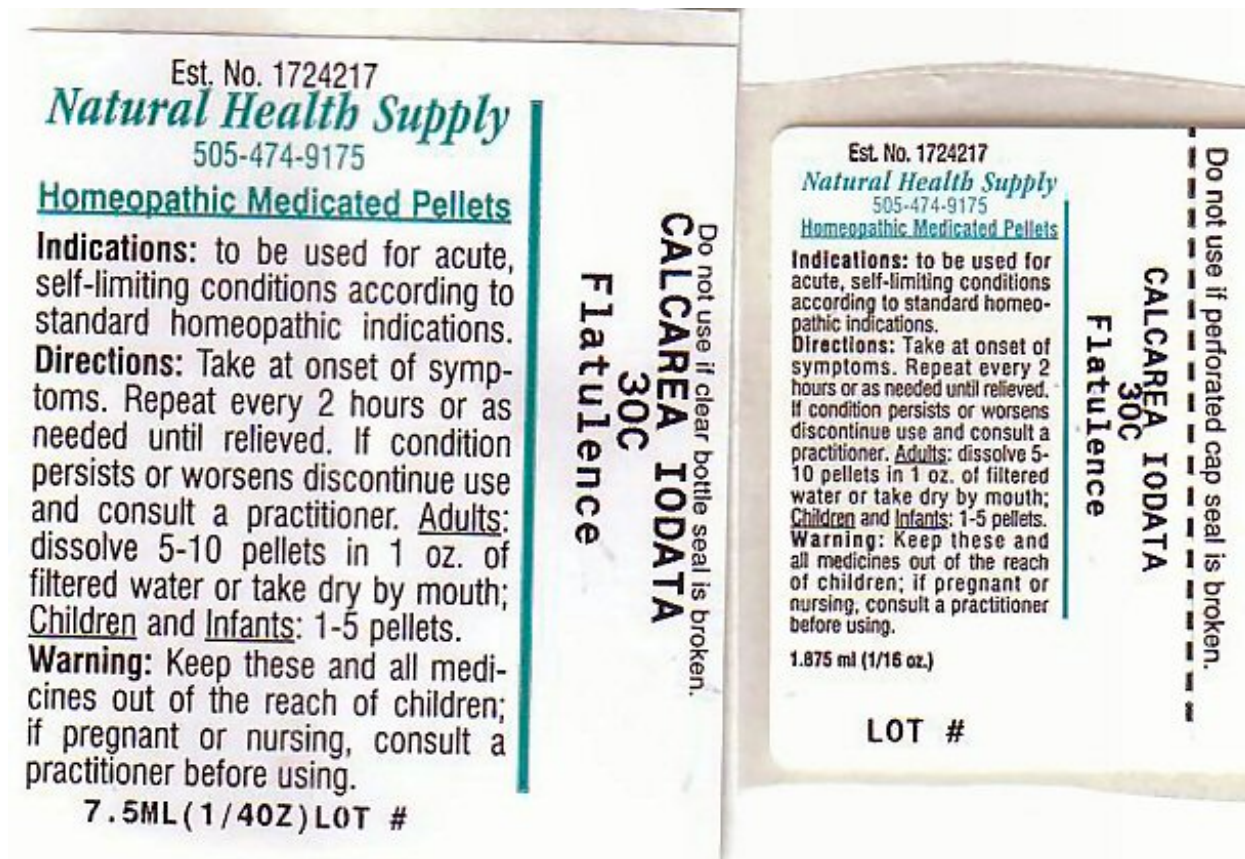 Est. No. 1724217
Natural Health Supply
505-474-9175
Homeopathic Medicated Pellets
Indications: to be used for acute,
self-limiting conditions according to
standard homeopathic indications.
Directions: Take at onset of symp-
toms. Repeat every 2 hours or as
needed until relieved. If condition
persists or worsens discontinue use
and consult a practitioner. Adults:
dissolve 5-10 pellets in 1 oz. of
filtered water or take dry by mouth;
Children and Infants: 1-5 pellets.
Warning: Keep these and all medi-
cines out of the reach of children;
if pregnant or nursing, consult a
practitioner before using.
7.5ML(1/4OZ)LOT #
Do not use if clear bottle seal is broken.
CALCAREA IODATA
30C
Flatulence
Est. No. 1724217
Natural Health Supply
505-474-9175
Homeopathic Medicated Pellets
Indications: to be used for
acute, self-limiting conditions
according to standard homeo-
pathic indications.
Directions: Take at onset of
symptoms. Repeat every 2
hours or as needed until relieved.
If condition persists or worsens
discontinue use and consult a
practitioner. Adults: dissolve 5-
10 pellets in 1 oz. of filtered
water or take dry by mouth;
Children and Infants: 1-5 pellets.
Warning: Keep these and
all medicines out of the reach
of children; if pregnant or
nursing, consult a practitioner
before using.
1.875 ml (1/16 oz.)
LOT #
Do not use if perforated cap seal is broken.
CALCAREA IODATA
30C
Flatulence